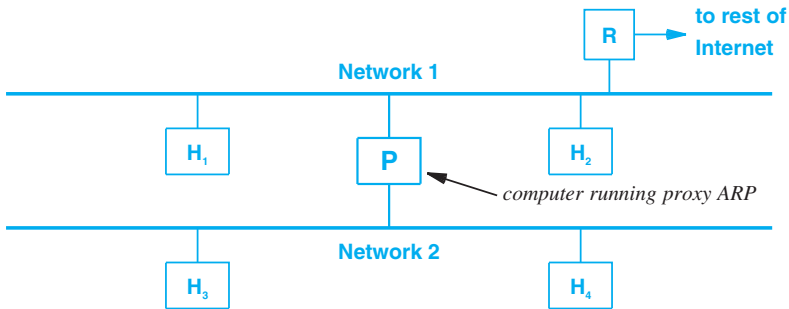 to rest of
R
Internet
Network 1
H₁
P
H₂
computer running proxy ARP
Network 2
H₃
H₄